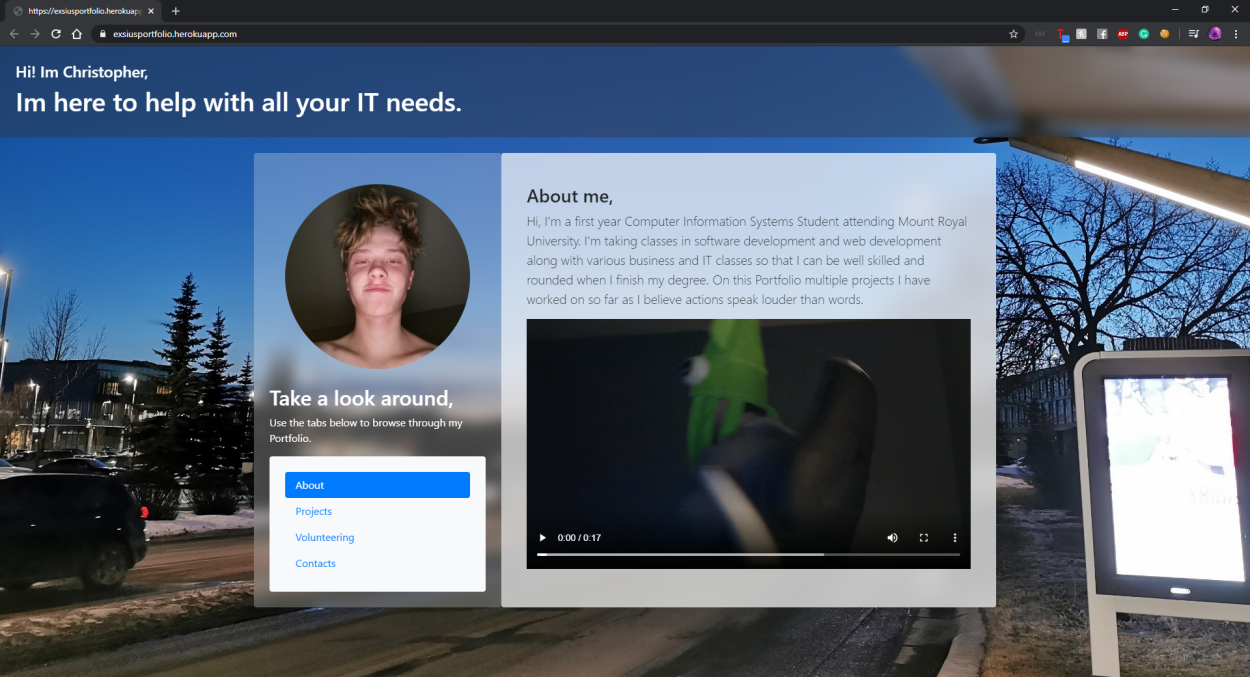 https://exsiusportfolio.herokuapp
exsiusportfolio.herokuapp.com
ABP
Hi! Im Christopher,
Im here to help with all your IT needs.
Take a look around,
Use the tabs below to browse through my
Portfolio.
About
Projects
Volunteering
Contacts
About me,
Hi, I'm a first year Computer Information Systems Student attending Mount Royal
University. I'm taking classes in software development and web development
along with various business and IT classes so that I can be well skilled and
rounded when I finish my degree. On this Portfolio multiple projects I have
worked on so far as I believe actions speak louder than words.
0:00 / 0:17